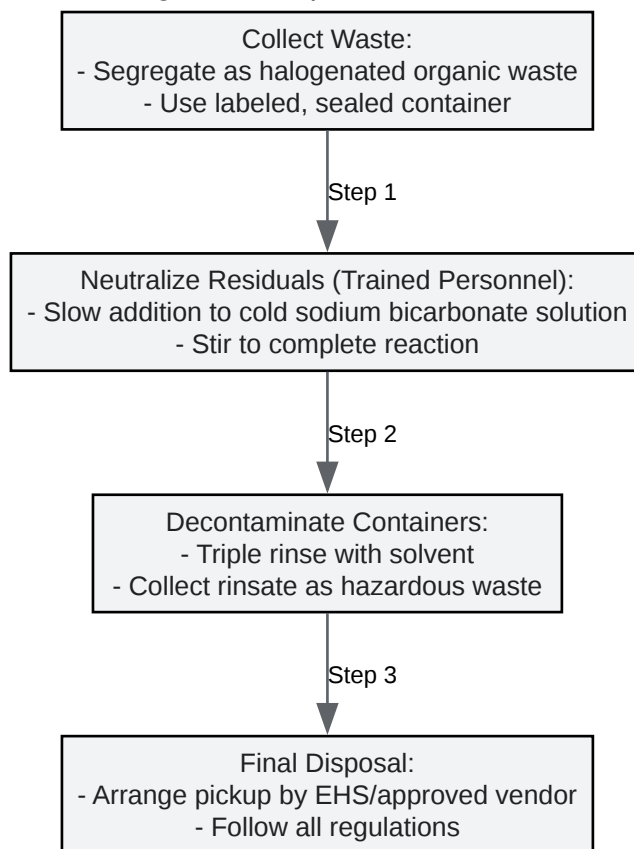 Collect Waste:
- Segregate as halogenated organic waste
- Use labeled, sealed container
Step 1
Neutralize Residuals (Trained Personnel):
- Slow addition to cold sodium bicarbonate solution
- Stir to complete reaction
Step 2
Decontaminate Containers:
- Triple rinse with solvent
- Collect rinsate as hazardous waste
Step 3
Final Disposal:
- Arrange pickup by EHS/approved vendor
- Follow all regulations